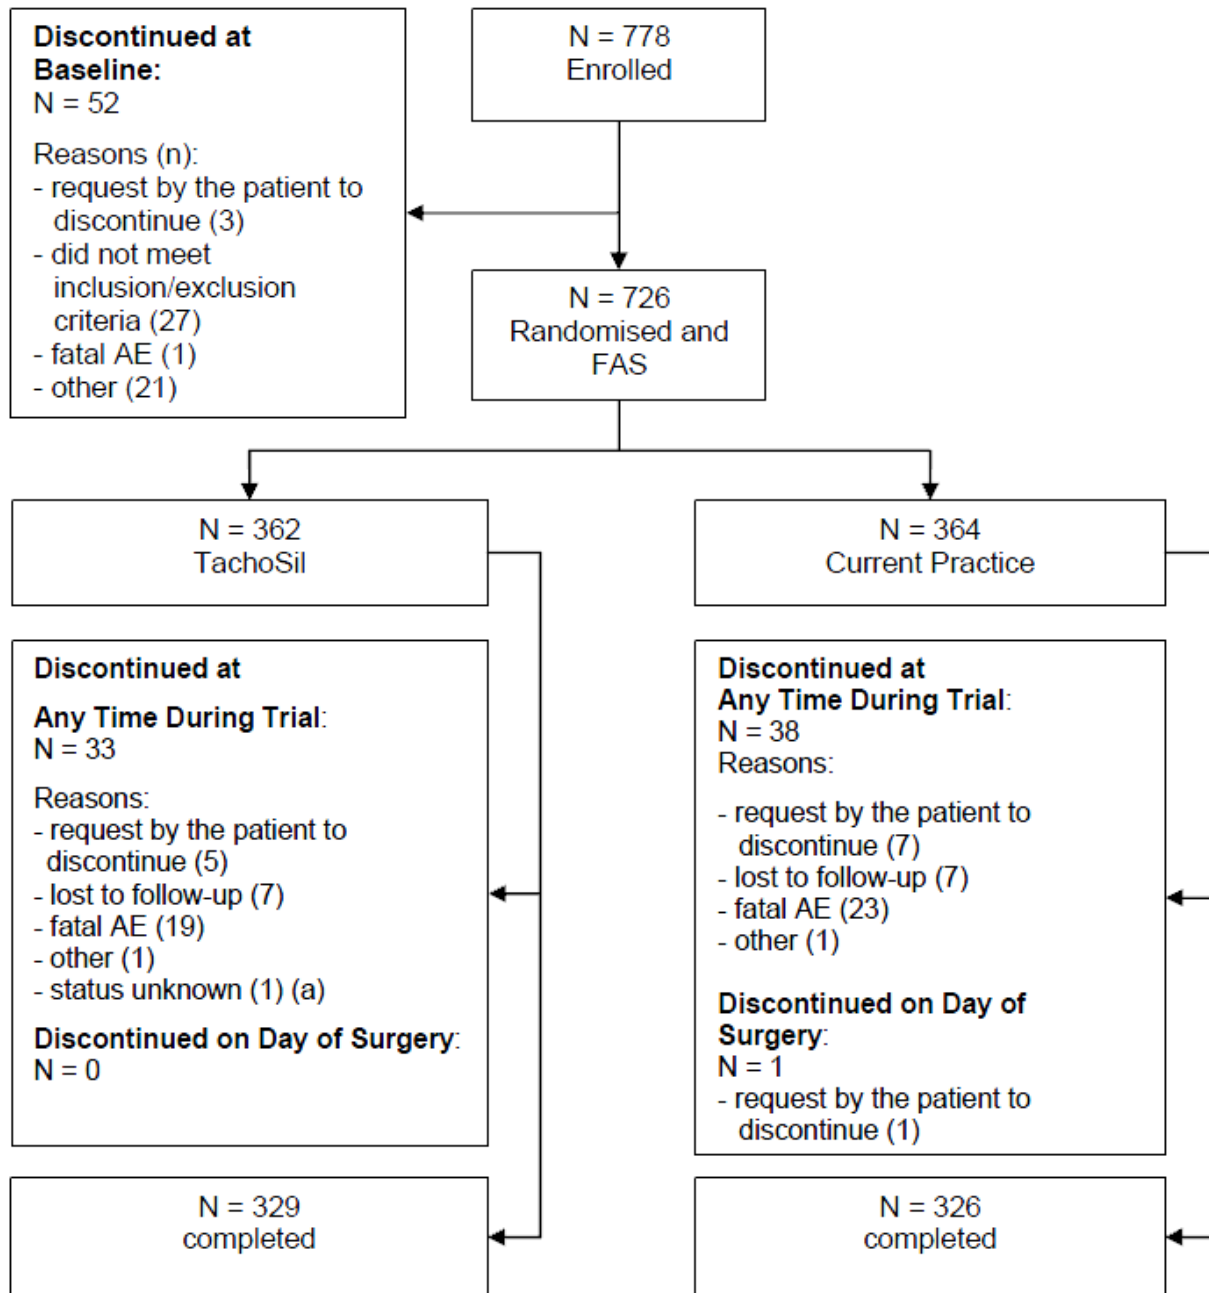 Discontinued at
Baseline:
N = 52
Reasons (n):
- request by the patient to
discontinue (3)
- did not meet
inclusion/exclusion
criteria (27)
- fatal AE (1)
- other (21)
N = 778
Enrolled
N = 726
Randomised and
FAS
N = 362
TachoSil
N = 364
Current Practice
Discontinued at
Any Time During Trial:
N = 33
Reasons:
- request by the patient to
discontinue (5)
- lost to follow-up (7)
- fatal AE (19)
- other (1)
- status unknown (1) (a)
Discontinued on Day of Surgery:
N = 0
Discontinued at
Any Time During Trial:
N = 38
Reasons:
- request by the patient to
discontinue (7)
- lost to follow-up (7)
- fatal AE (23)
- other (1)
Discontinued on Day of
Surgery:
N = 1
- request by the patient to
discontinue (1)
N = 329
completed
N = 326
completed